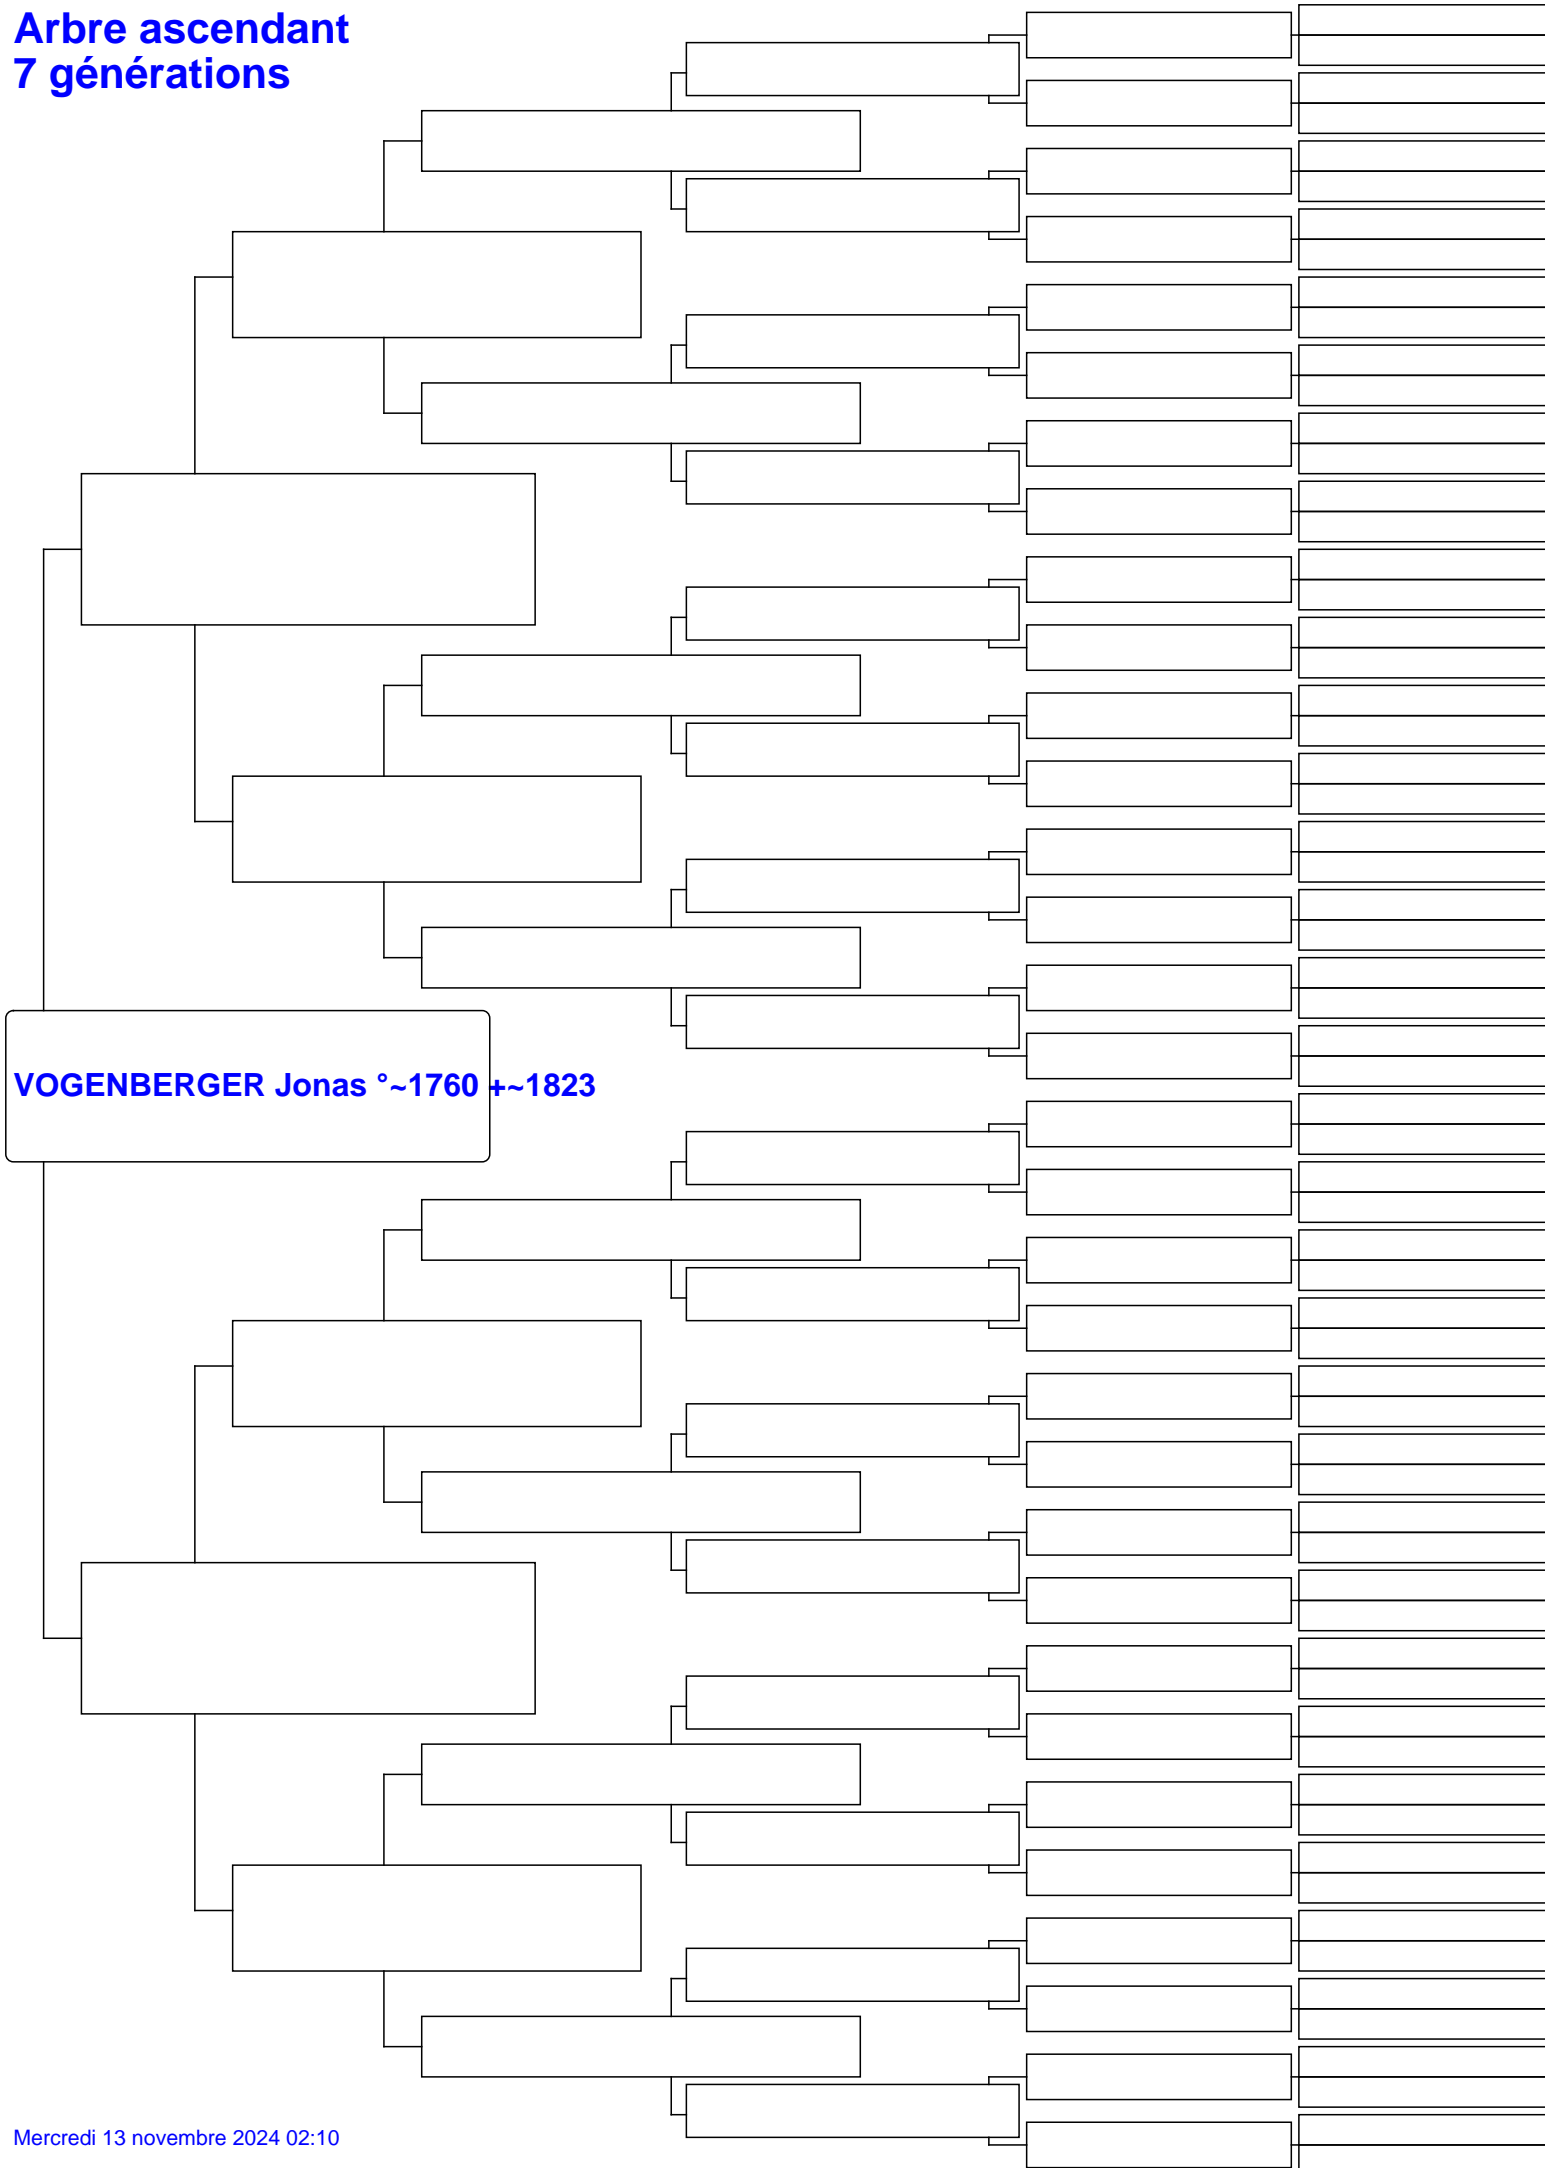 Arbre ascendant
7 générations
VOGENBERGER Jonas °~1760 +~1823
Mercredi 13 novembre 2024 02:10